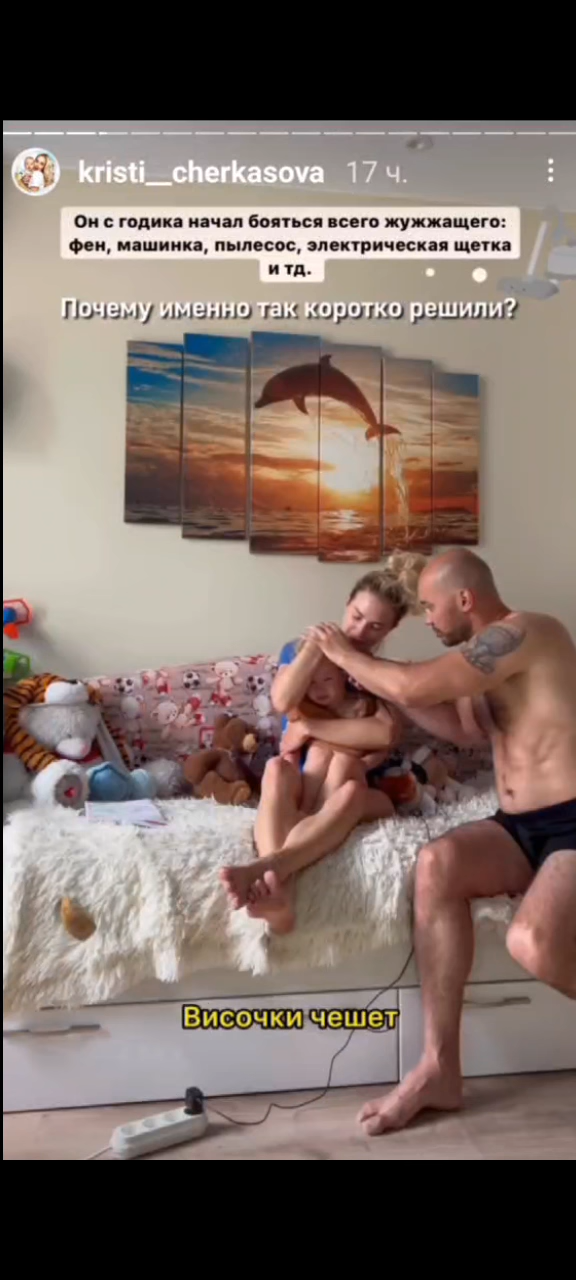 kristi__cherkasova 17 ч.
Он с годика начал бояться всего жужжащего:
фен, машинка, пылесос, электрическая щетка
и тд.
Почему именно так коротко решили?
Височки чешет